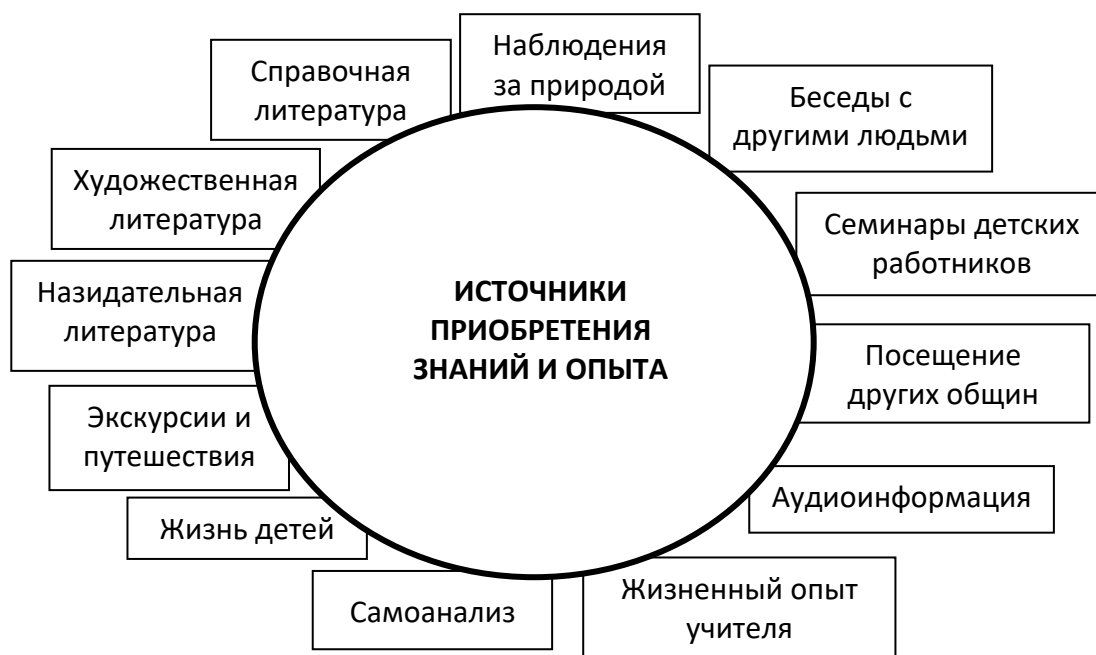 Наблюдения
за природой
Справочная
литература
Беседы с
другими людьми
Художественная
литература
Семинары детских
работников
Назидательная
литература
ИСТОЧНИКИ
ПРИОБРЕТЕНИЯ
ЗНАНИЙ И ОПЫТА
Посещение
других общин
Экскурсии и
путешествия
Аудиоинформация
Жизнь детей
Самоанализ
Жизненный опыт
учителя